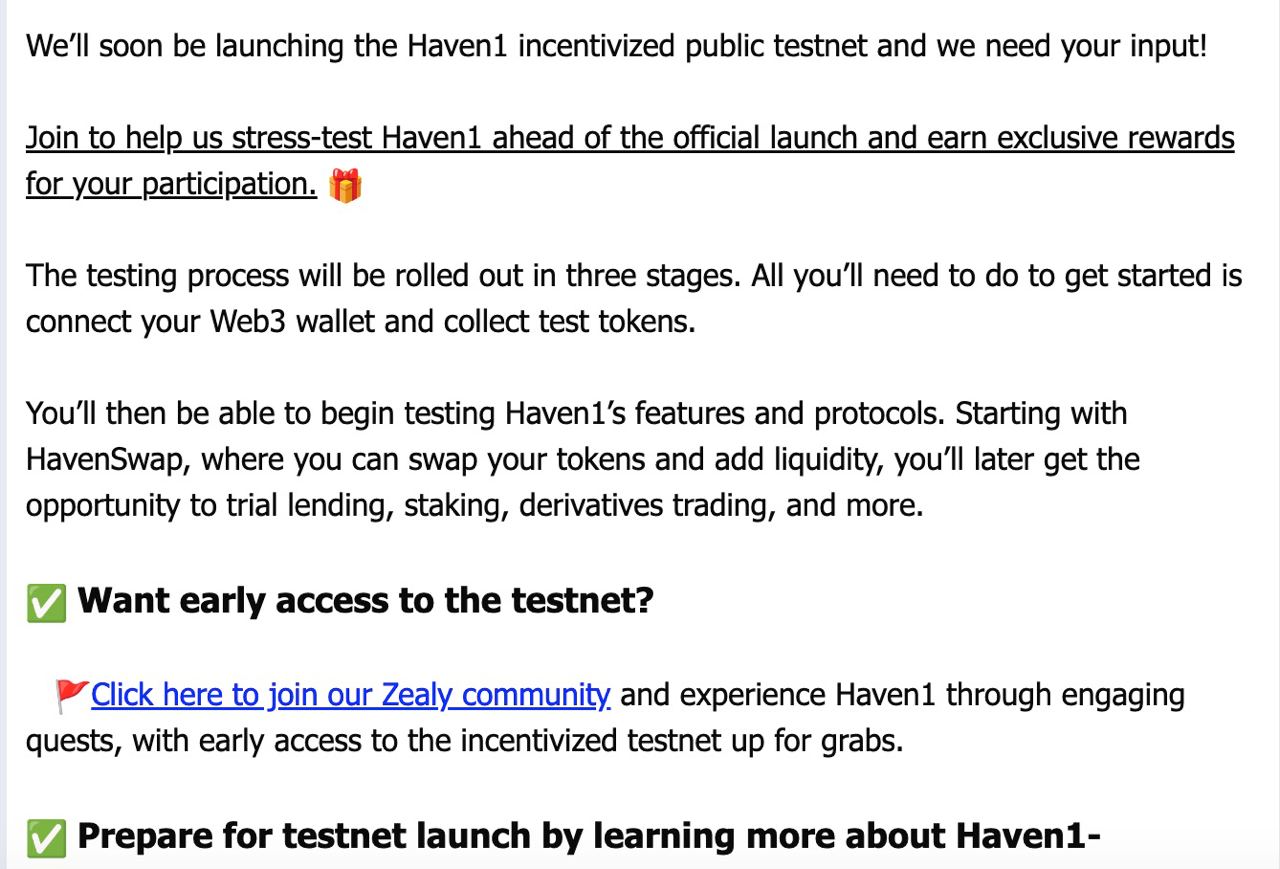 We’ll soon be launching the Haven1 incentivized public testnet and we need your input!
Join to help us stress-test Haven1 ahead of the official launch and earn exclusive rewards
for your participation. 🎁
The testing process will be rolled out in three stages. All you’ll need to do to get started is
connect your Web3 wallet and collect test tokens.
You’ll then be able to begin testing Haven1’s features and protocols. Starting with
HavenSwap, where you can swap your tokens and add liquidity, you’ll later get the
opportunity to trial lending, staking, derivatives trading, and more.
✅ Want early access to the testnet?
🚩Click here to join our Zealy community and experience Haven1 through engaging
quests, with early access to the incentivized testnet up for grabs.
✅ Prepare for testnet launch by learning more about Haven1-